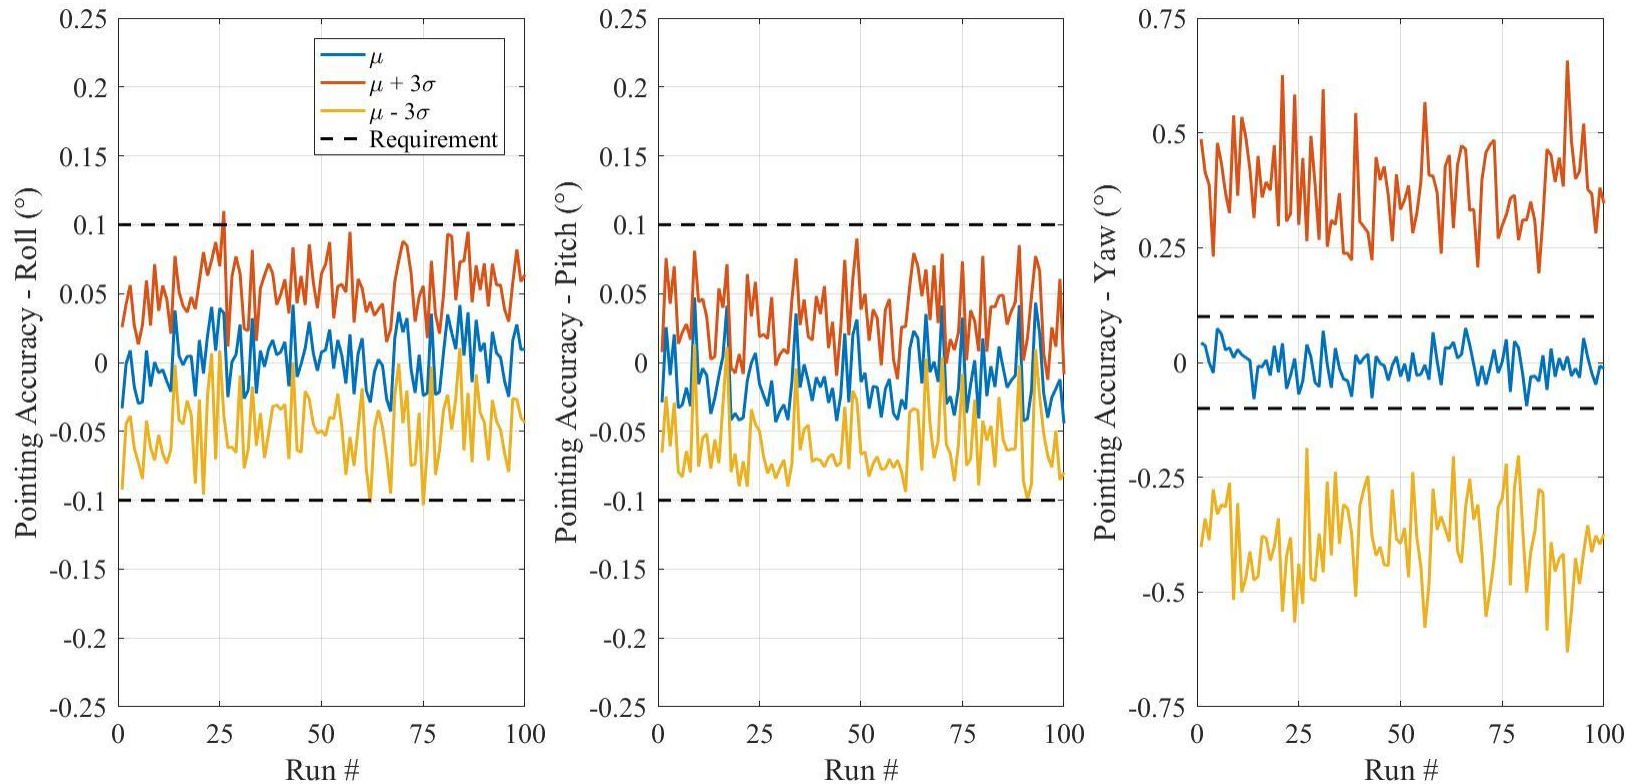 Pointing Accuracy - Roll (°)
0.25
0.2
0.15
0.1
0.05
0
-0.05
-0.1
-0.15
-0.2
-0.25
0 25 50 75 100
Run #
μ
μ + 3σ
μ - 3σ
Requirement
Pointing Accuracy - Pitch (°)
0.25
0.2
0.15
0.1
0.05
0
-0.05
-0.1
-0.15
-0.2
-0.25
0 25 50 75 100
Run #
Pointing Accuracy - Yaw (°)
0.75
0.5
0.25
0
-0.25
-0.5
-0.75
0 25 50 75 100
Run #